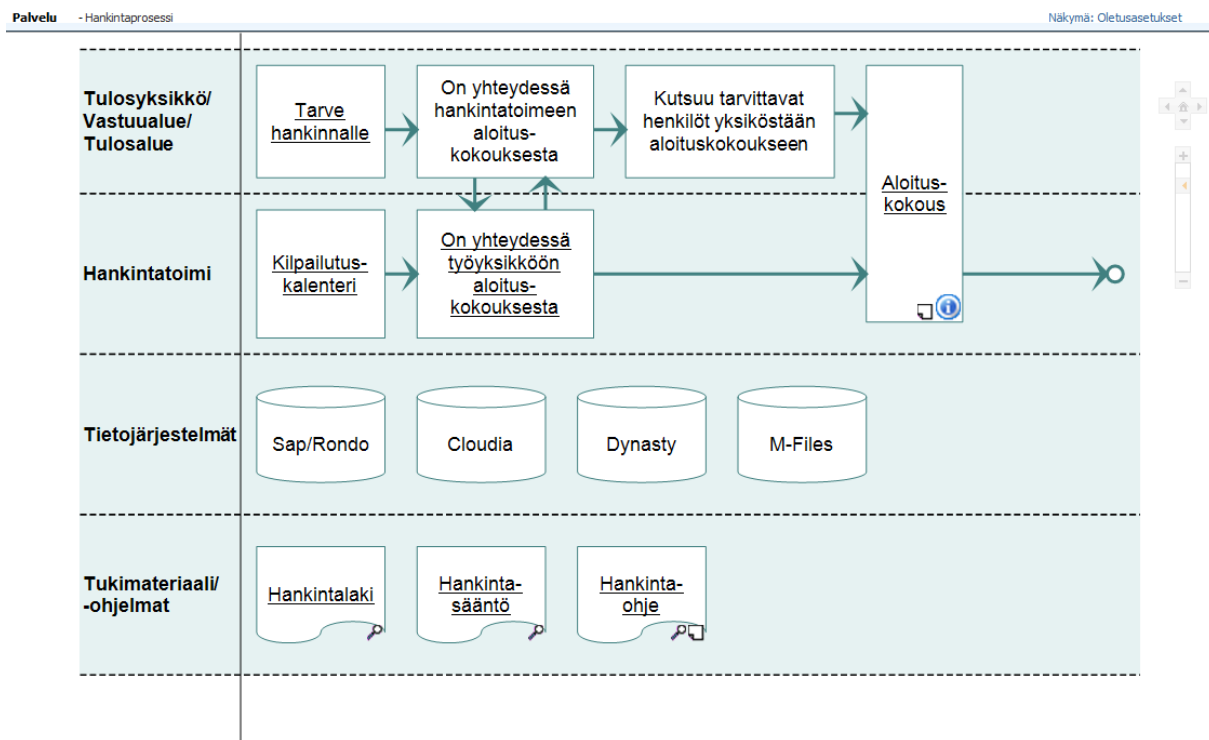 Palvelu - Hankintaprosessi
Näkymä: Oletusasetukset
Tulosyksikkö/
Vastuualue/
Tulosalue
Tarve
hankinnalle
On yhteydessä
hankintatoimeen
aloitus-
kokouksesta
Kutsuu tarvittavat
henkilöt yksiköstään
aloituskokoukseen
Aloitus-
kokous
Hankintatoimi
Kilpailutus-
kalenteri
On yhteydessä
työyksikköön
aloitus-
kokouksesta
Tietojärjestelmät
Sap/Rondo
Cloudia
Dynasty
M-Files
Tukimateriaali/
-ohjelmat
Hankintalaki
Hankinta-
sääntö
Hankinta-
ohje